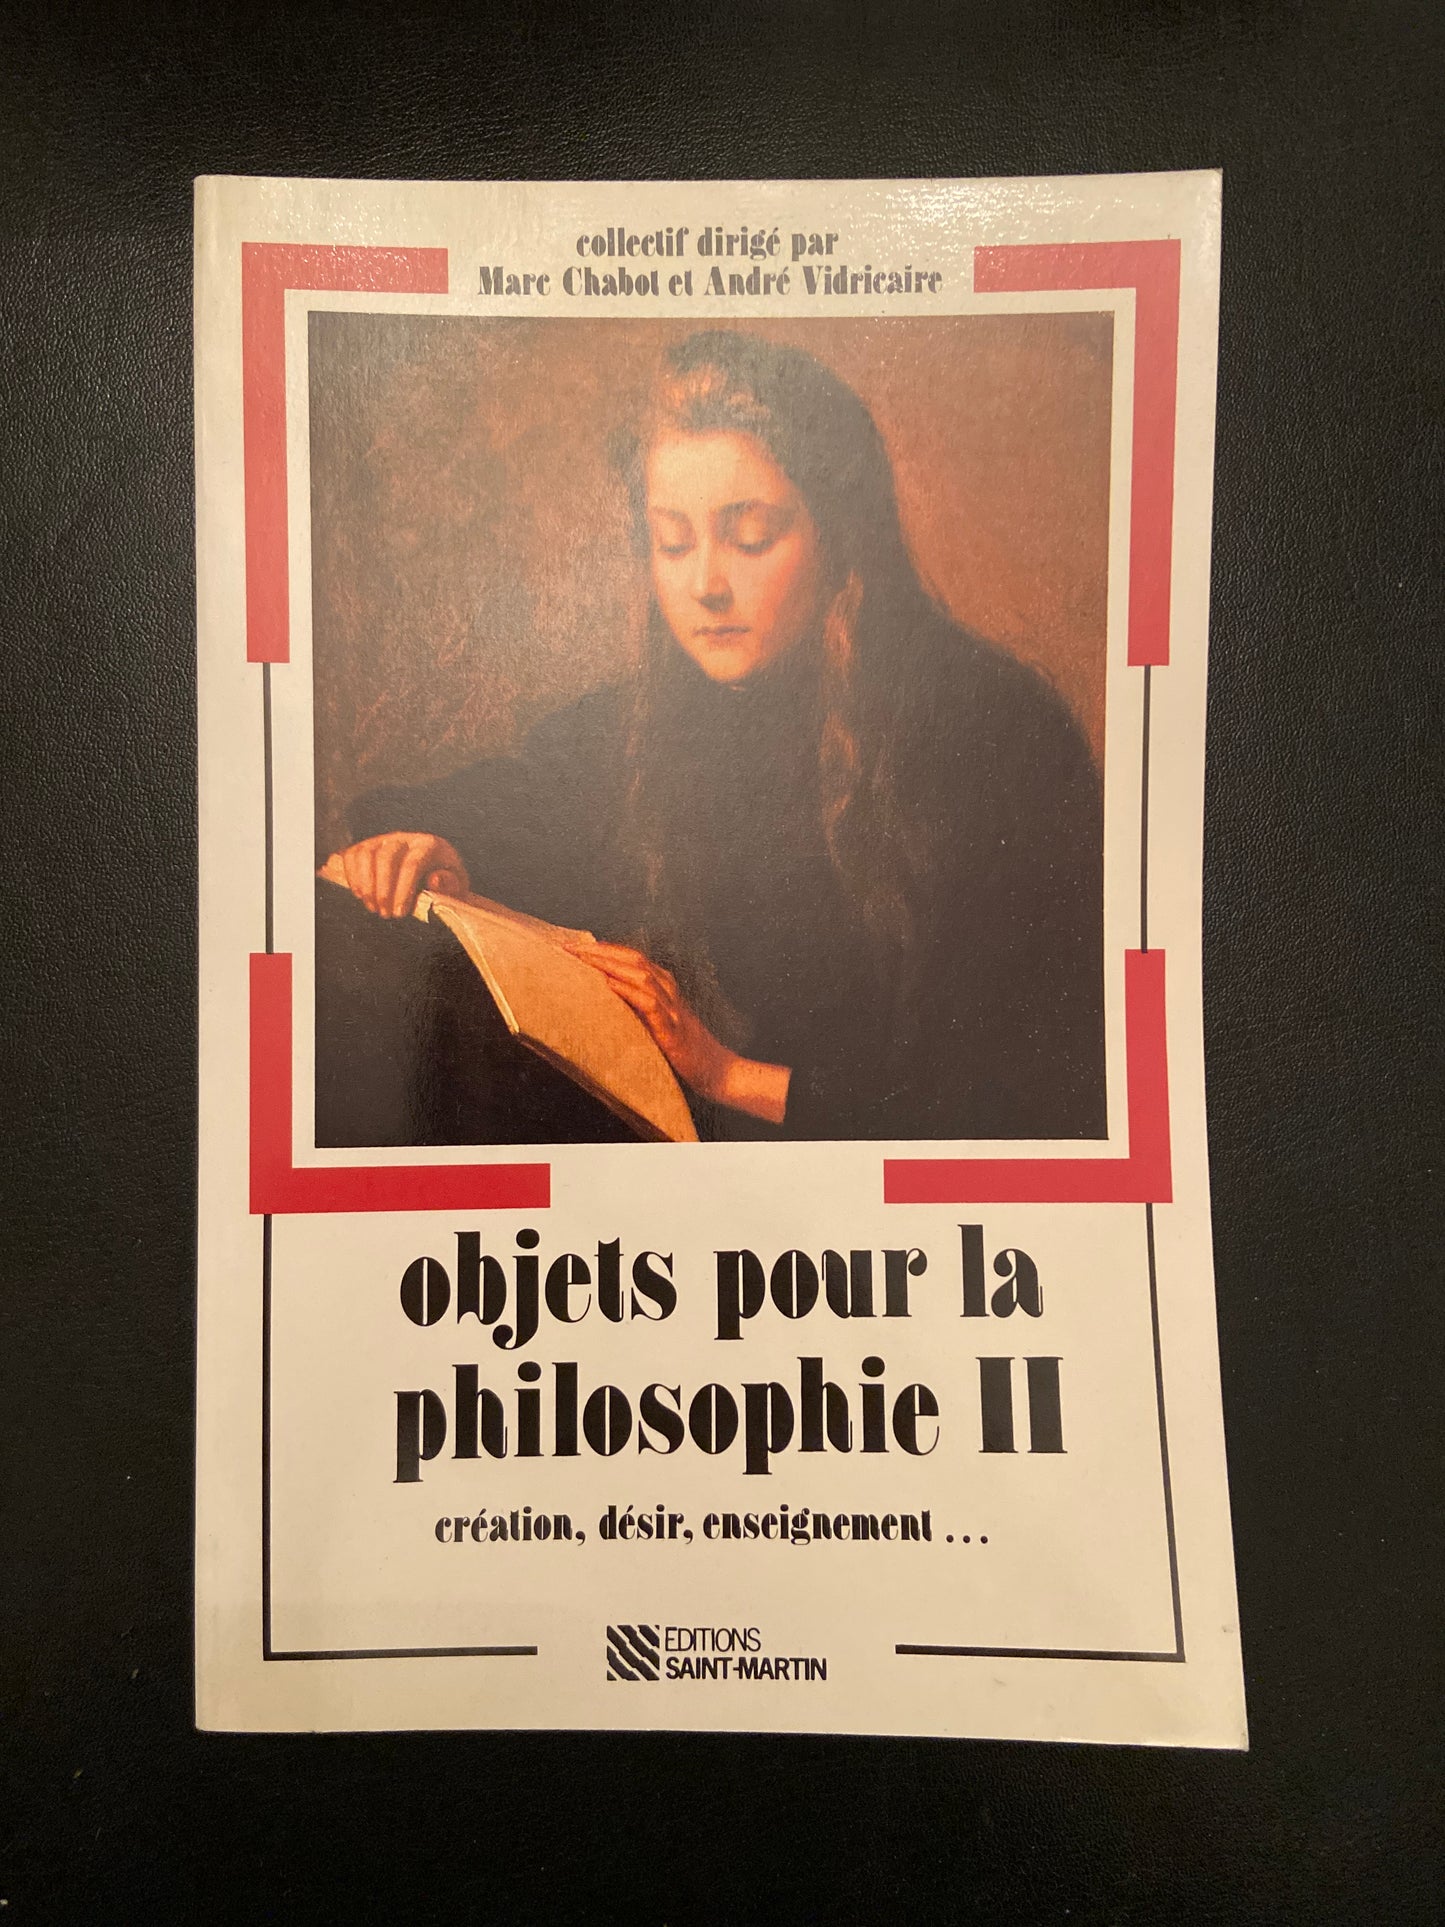 collectif dirigé par
Marc Chabot et André Vidricaire
objets pour la
philosophie II
création, désir, enseignement ...
EDITIONS
SAINT-MARTIN